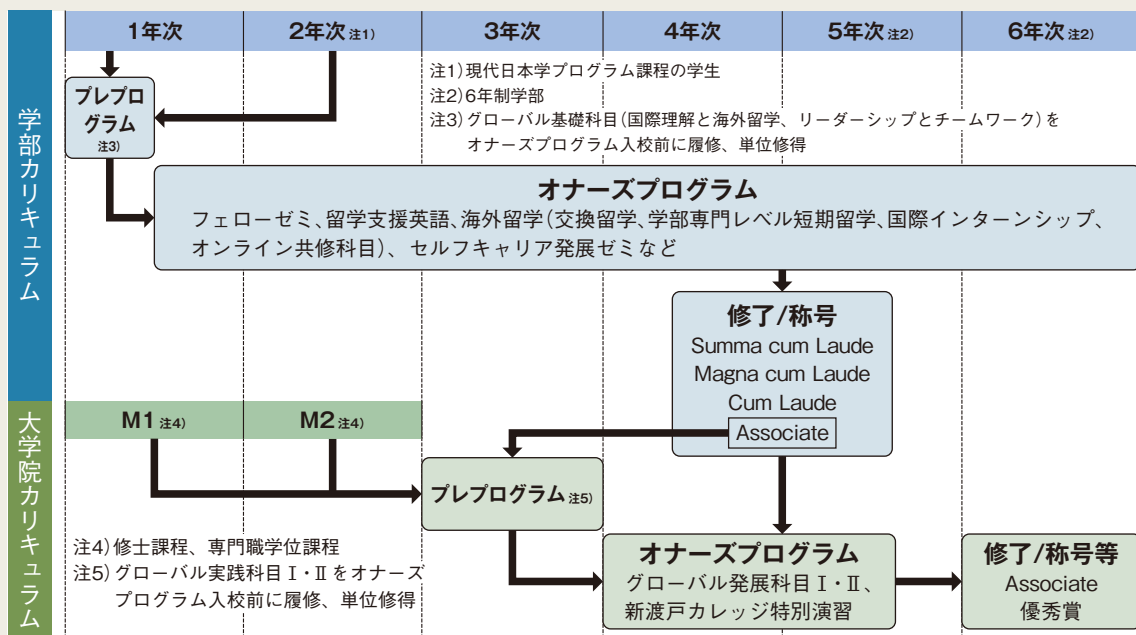 1年次
2年次 注1)
3年次
4年次
5年次 注2)
6年次 注2)
学部カリキュラム
プレプロ
グラム
注3)
注1)現代日本学プログラム課程の学生
注2)6年制学部
注3)グローバル基礎科目(国際理解と海外留学、リーダーシップとチームワーク)を
オナーズプログラム入校前に履修、単位修得
オナーズプログラム
フェローゼミ、留学支援英語、海外留学(交換留学、学部専門レベル短期留学、国際インターンシップ、
オンライン共修科目)、セルフキャリア発展ゼミなど
修了/称号
Summa cum Laude
Magna cum Laude
Cum Laude
Associate
大学院カリキュラム
M1 注4)
M2 注4)
プレプログラム 注5)
注4)修士課程、専門職学位課程
注5)グローバル実践科目Ⅰ・Ⅱをオナーズ
プログラム入校前に履修、単位修得
オナーズプログラム
グローバル発展科目Ⅰ・Ⅱ、
新渡戸カレッジ特別演習
修了/称号等
Associate
優秀賞